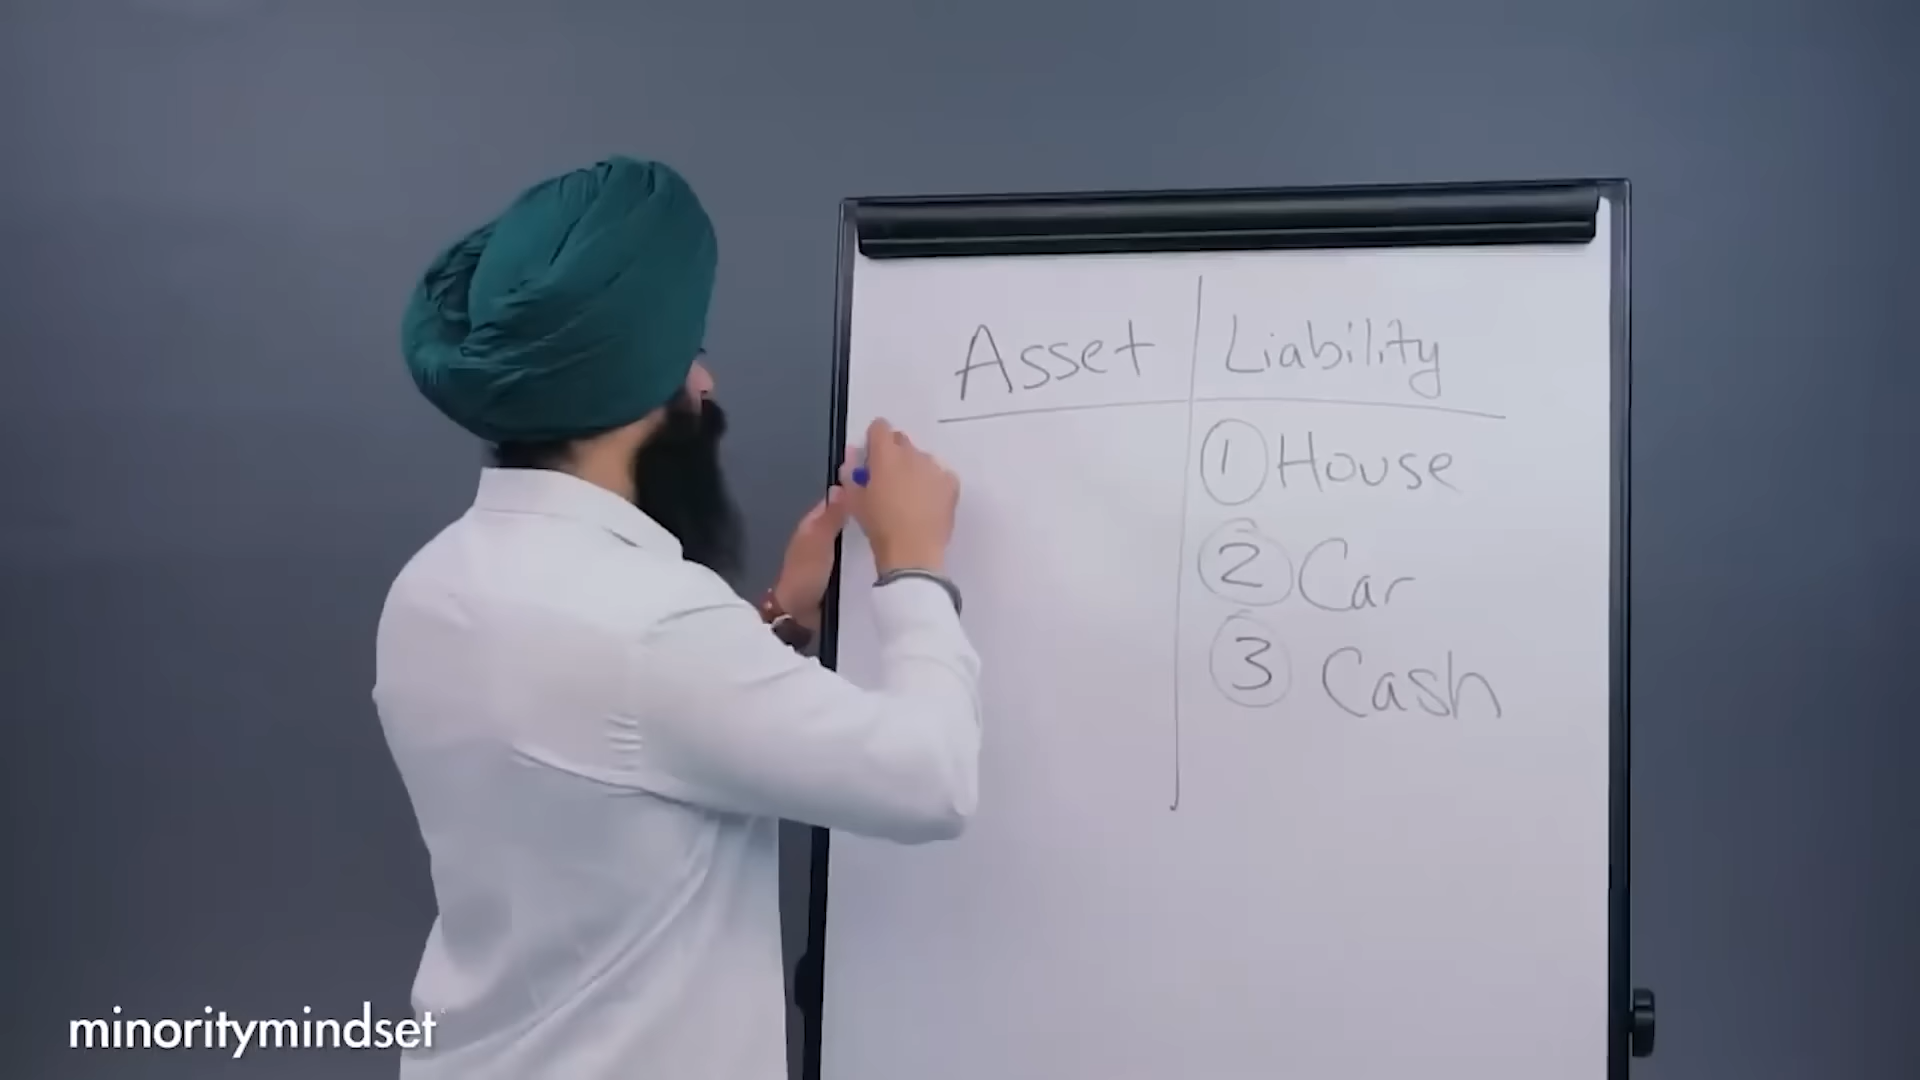 Asset Liability
① House
② Car
③ Cash
minoritymindset